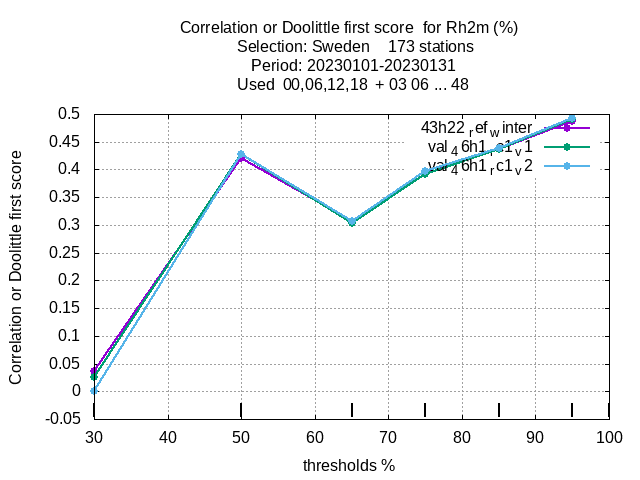 Correlation or Doolittle first score  for Rh2m (%)
Selection: Sweden    173 stations
Period: 20230101-20230131
Used  00,06,12,18  + 03 06 ... 48
Correlation or Doolittle first score
0.5
0.45
0.4
0.35
0.3
0.25
0.2
0.15
0.1
0.05
0
-0.05
43h22refwinter
val46h1rc1v1
val46h1rc1v2
30 40 50 60 70 80 90 100
thresholds %